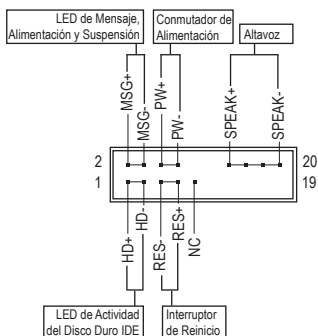 LED de Mensaje,
Alimentación y Suspensión
Conmutador de
Alimentación
Altavoz
MSG+
MSG-
PW+
PW-
SPEAK+
SPEAK-
2
20
1
19
HD+
HD-
RES-
RES+
NC
LED de Actividad
del Disco Duro IDE
Interruptor
de Reinicio